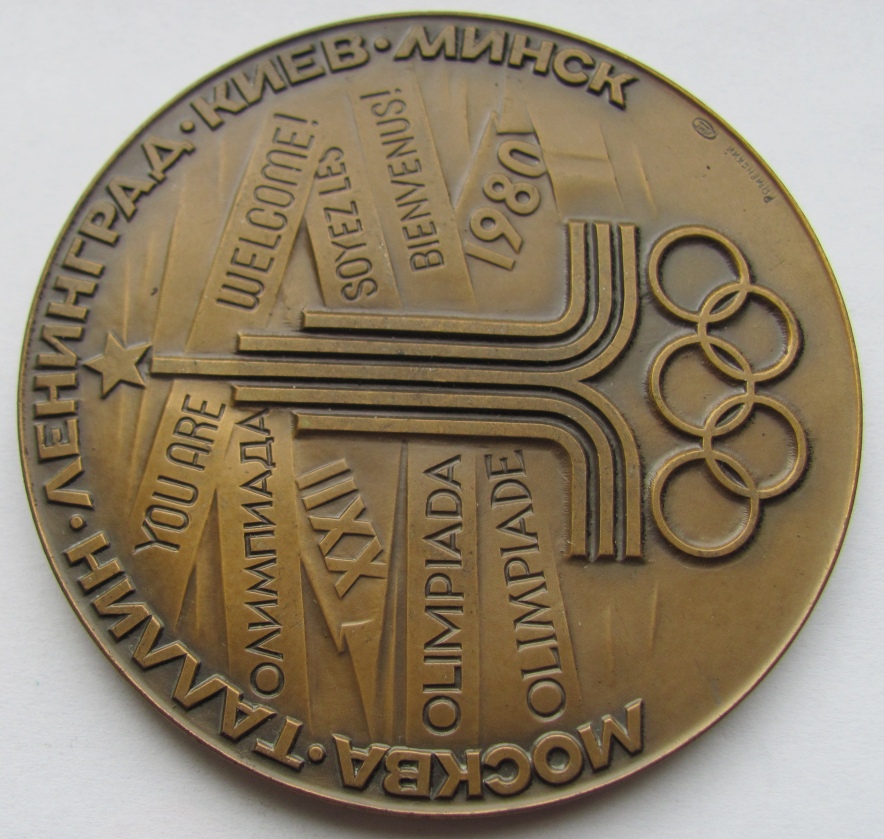 МОСКВА·ТАЛЛИН·ЛЕНИНГРАД·КИЕВ·МИНСК
YOU ARE
WELCOME!
ОЛИМПИАДА
SOYEZ LES
XXII
BIENVENUS!
OLIMPIADA
1980
OLIMPIADE